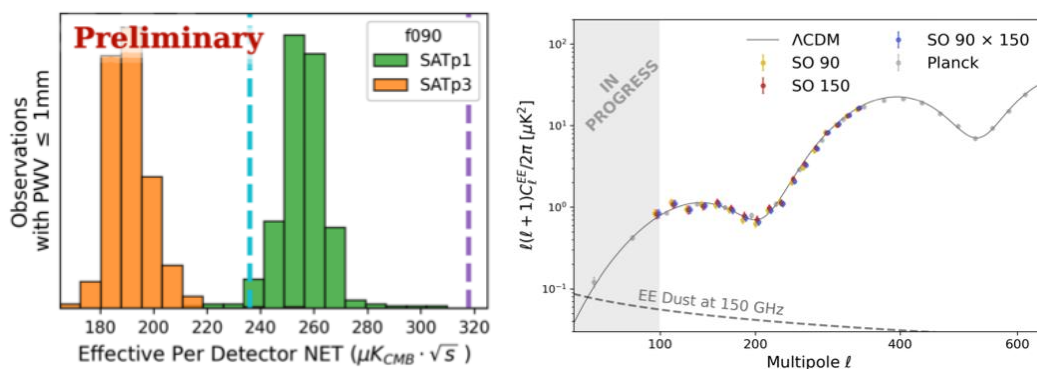 Preliminary
f090
SATp1
SATp3
Observations
with PWV ≤ 1mm
180 200 220 240 260 280 300 320
Effective Per Detector NET (μK_CMB · √s )
IN
PROGRESS
ΛCDM
SO 90
SO 150
SO 90 × 150
Planck
EE Dust at 150 GHz
ℓ(ℓ + 1)C_ℓ^EE/2π [μK²]
10²
10¹
10⁰
10⁻¹
100 200 400 600
Multipole ℓ